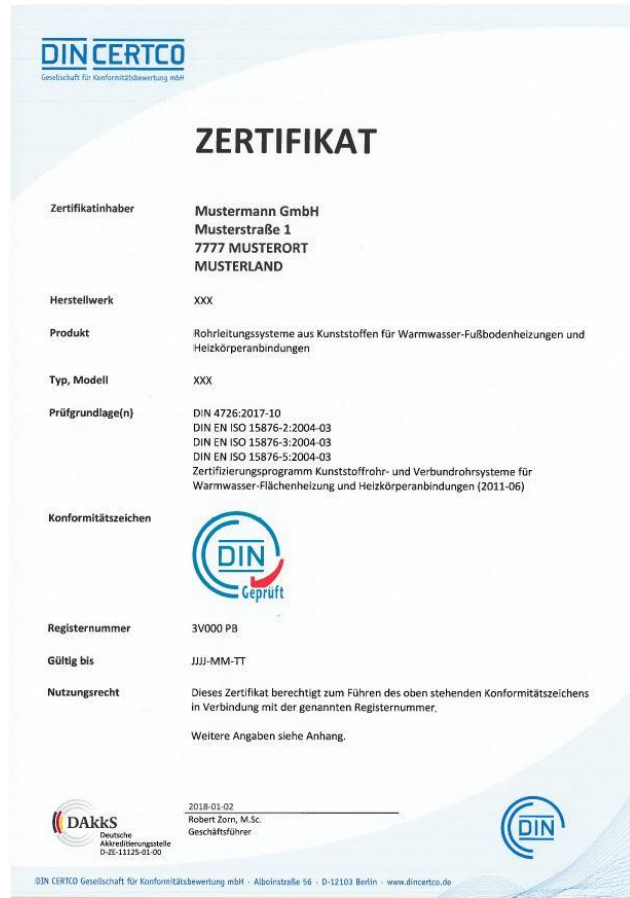 DIN CERTCO
Gesellschaft für Konformitätsbewertung mbH
ZERTIFIKAT
Zertifikatinhaber
Mustermann GmbH
Musterstraße 1
7777 MUSTERORT
MUSTERLAND
Herstellwerk
XXX
Produkt
Rohrleitungssysteme aus Kunststoffen für Warmwasser-Fußbodenheizungen und
Heizkörperanbindungen
Typ, Modell
XXX
Prüfgrundlage(n)
DIN 4726:2017-10
DIN EN ISO 15876-2:2004-03
DIN EN ISO 15876-3:2004-03
DIN EN ISO 15876-5:2004-03
Zertifizierungsprogramm Kunststoffrohr- und Verbundrohrsysteme für
Warmwasser-Flächenheizung und Heizkörperanbindungen (2011-06)
Konformitätszeichen
DIN
Geprüft
Registernummer
3V000 PB
Gültig bis
JJJJ-MM-TT
Nutzungsrecht
Dieses Zertifikat berechtigt zum Führen des oben stehenden Konformitätszeichens
in Verbindung mit der genannten Registernummer.
Weitere Angaben siehe Anhang.
2018-01-02
Robert Zorn, M.Sc.
Geschäftsführer
DAkkS
Deutsche
Akkreditierungsstelle
D-ZE-11125-01-00
DIN
DIN CERTCO Gesellschaft für Konformitätsbewertung mbH · Alboinstraße 56 · D-12103 Berlin · www.dincertco.de